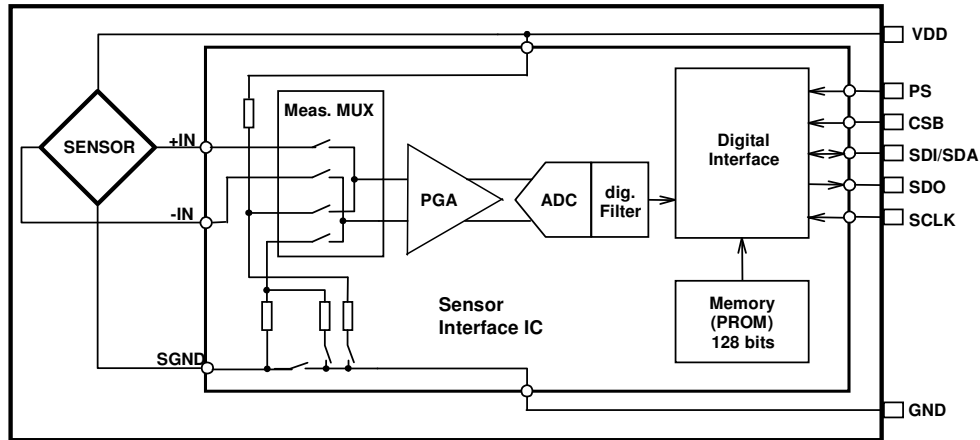 VDD
PS
CSB
SDI/SDA
SDO
SCLK
GND
SENSOR
+IN
-IN
SGND
Meas. MUX
PGA
ADC
dig.
Filter
Digital
Interface
Memory
(PROM)
128 bits
Sensor
Interface IC